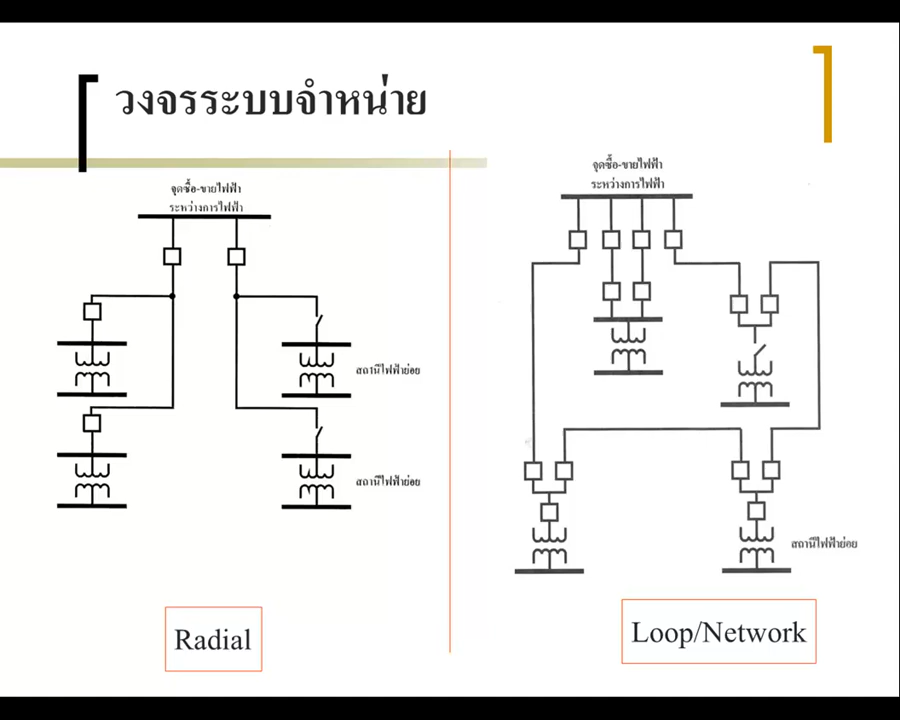 วงจรระบบจำหน่าย
จุดซื้อ-ขายไฟฟ้า
ระหว่างการไฟฟ้า
สถานีไฟฟ้าย่อย
สถานีไฟฟ้าย่อย
Radial
จุดซื้อ-ขายไฟฟ้า
ระหว่างการไฟฟ้า
สถานีไฟฟ้าย่อย
Loop/Network